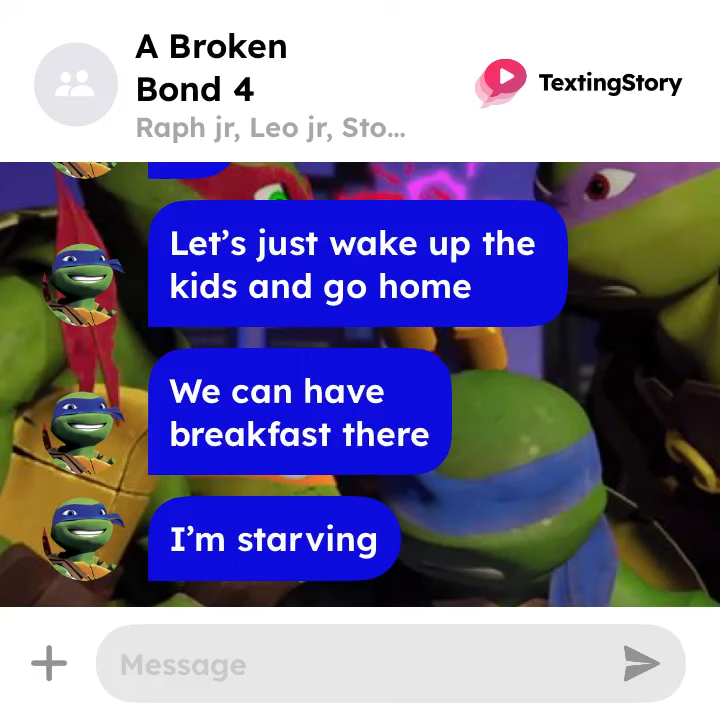 A Broken
Bond 4
Raph jr, Leo jr, Sto...
TextingStory
Let's just wake up the
kids and go home
We can have
breakfast there
I'm starving
Message